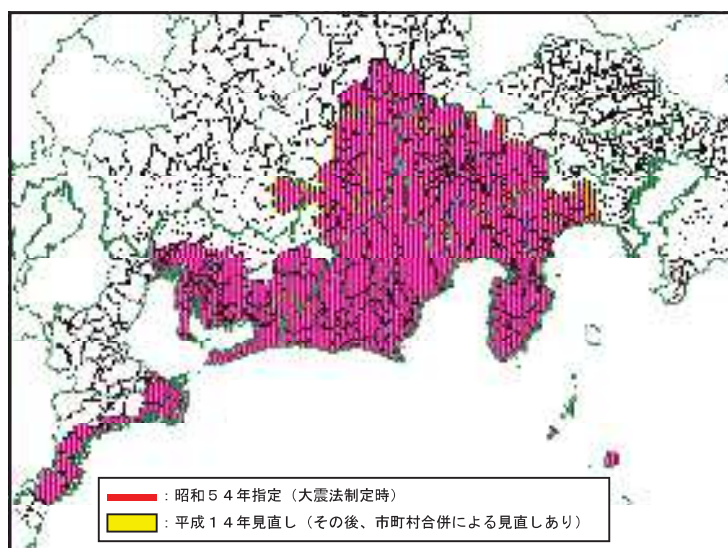 ：昭和５４年指定（大震法制定時）
：平成１４年見直し（その後、市町村合併による見直しあり）